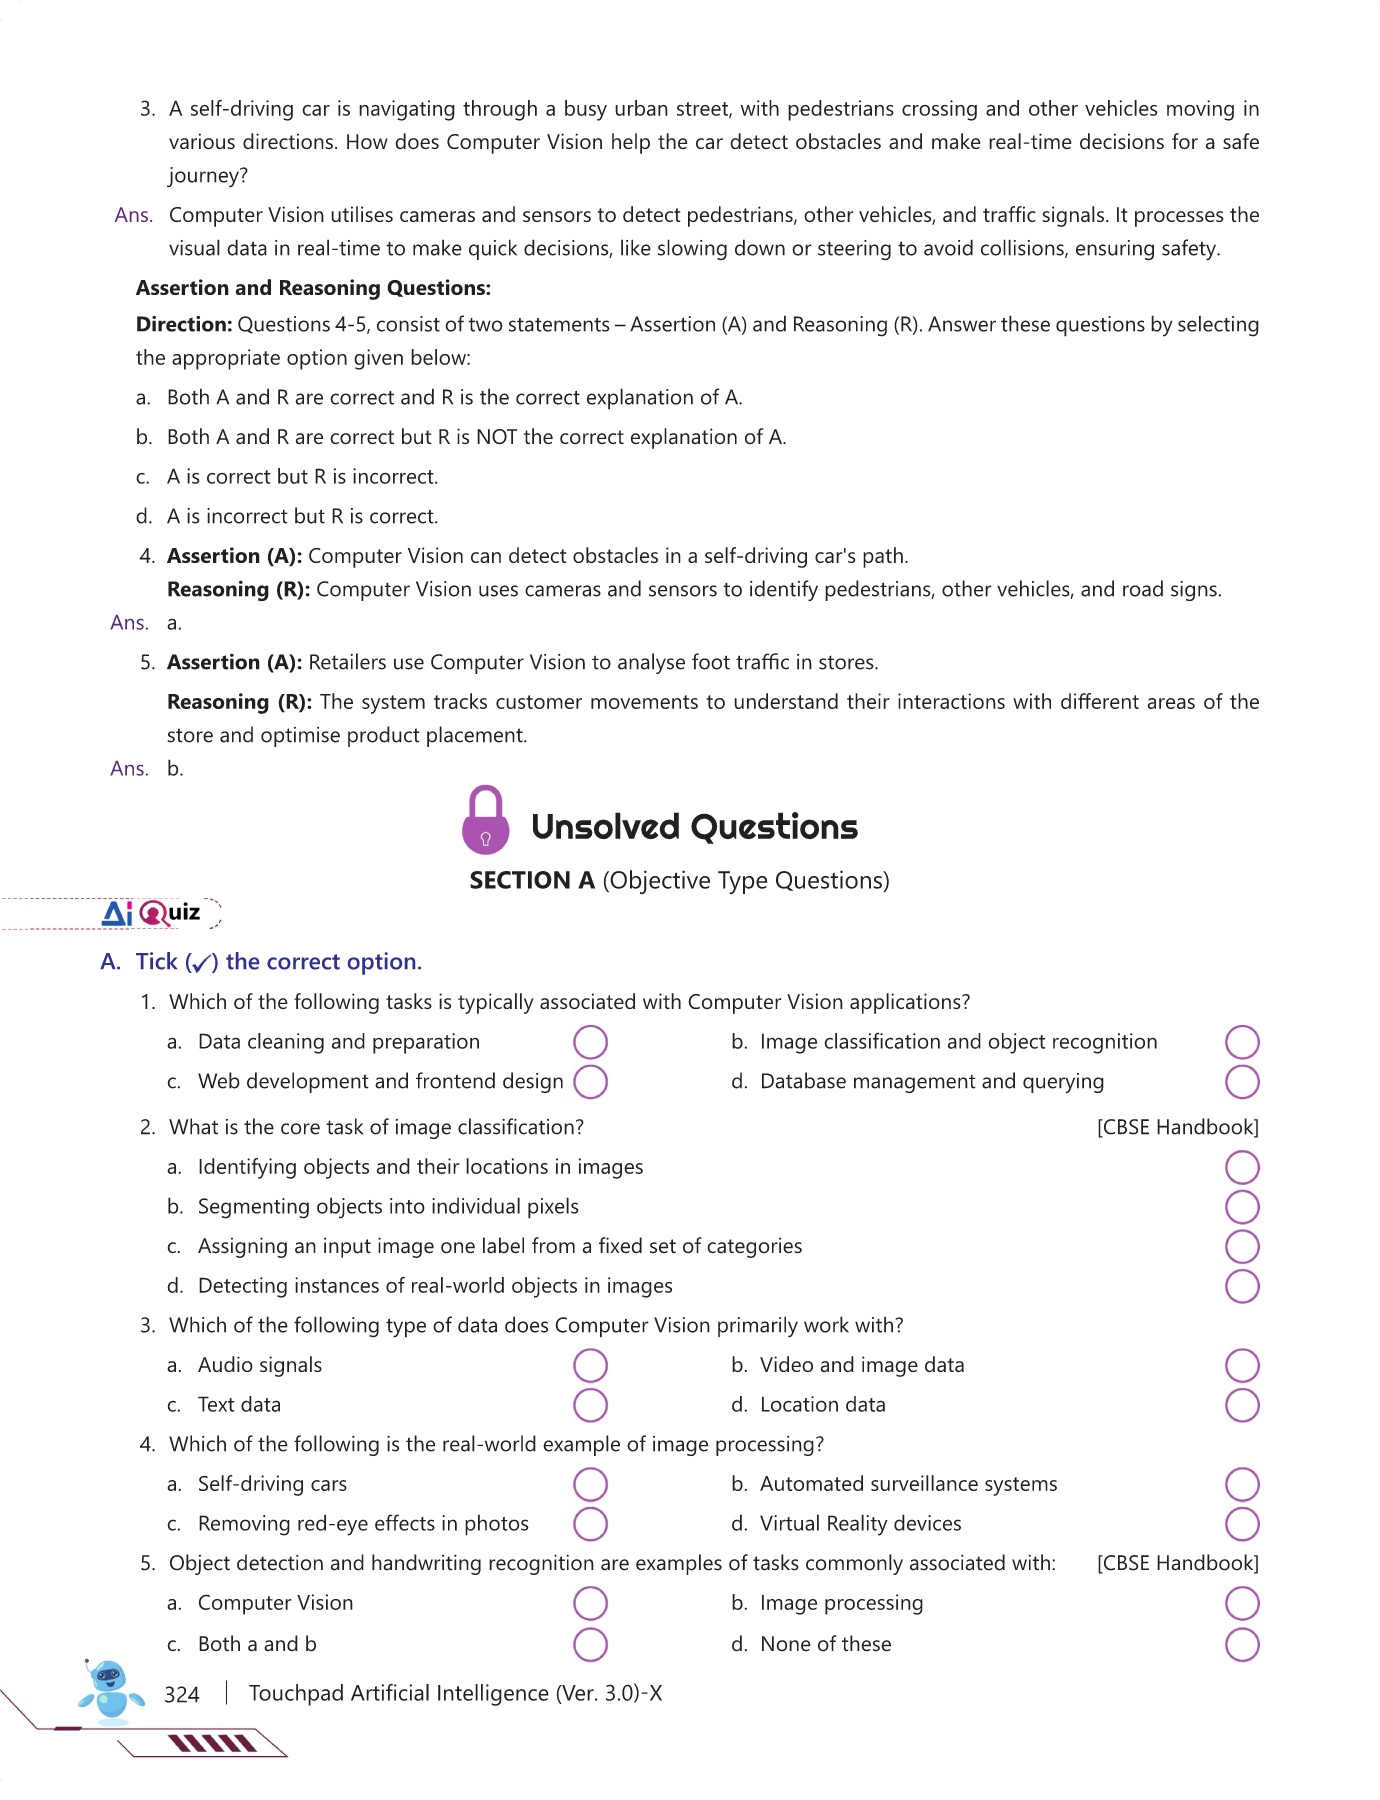 3. A self-driving car is navigating through a busy urban street, with pedestrians crossing and other vehicles moving in
various directions. How does Computer Vision help the car detect obstacles and make real-time decisions for a safe
journey?
Ans. Computer Vision utilises cameras and sensors to detect pedestrians, other vehicles, and traffic signals. It processes the
visual data in real-time to make quick decisions, like slowing down or steering to avoid collisions, ensuring safety.
Assertion and Reasoning Questions:
Direction: Questions 4-5, consist of two statements – Assertion (A) and Reasoning (R). Answer these questions by selecting
the appropriate option given below:
a. Both A and R are correct and R is the correct explanation of A.
b. Both A and R are correct but R is NOT the correct explanation of A.
c. A is correct but R is incorrect.
d. A is incorrect but R is correct.
4. Assertion (A): Computer Vision can detect obstacles in a self-driving car's path.
Reasoning (R): Computer Vision uses cameras and sensors to identify pedestrians, other vehicles, and road signs.
Ans. a.
5. Assertion (A): Retailers use Computer Vision to analyse foot traffic in stores.
Reasoning (R): The system tracks customer movements to understand their interactions with different areas of the
store and optimise product placement.
Ans. b.
Unsolved Questions
SECTION A (Objective Type Questions)
Ai Quiz
A. Tick (✓) the correct option.
1. Which of the following tasks is typically associated with Computer Vision applications?
a. Data cleaning and preparation b. Image classification and object recognition
c. Web development and frontend design d. Database management and querying
2. What is the core task of image classification? [CBSE Handbook]
a. Identifying objects and their locations in images
b. Segmenting objects into individual pixels
c. Assigning an input image one label from a fixed set of categories
d. Detecting instances of real-world objects in images
3. Which of the following type of data does Computer Vision primarily work with?
a. Audio signals b. Video and image data
c. Text data d. Location data
4. Which of the following is the real-world example of image processing?
a. Self-driving cars b. Automated surveillance systems
c. Removing red-eye effects in photos d. Virtual Reality devices
5. Object detection and handwriting recognition are examples of tasks commonly associated with: [CBSE Handbook]
a. Computer Vision b. Image processing
c. Both a and b d. None of these
324 | Touchpad Artificial Intelligence (Ver. 3.0)-X